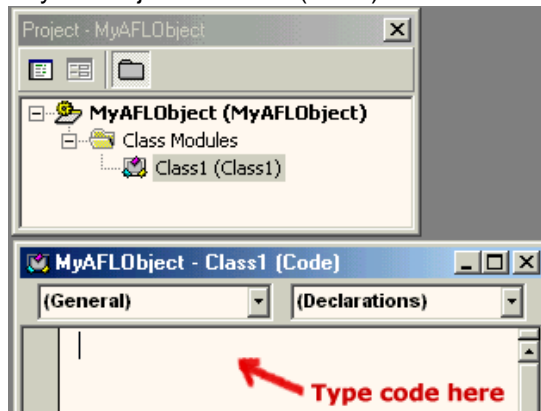 Project - MyAFLObject
MyAFLObject (MyAFLObject)
Class Modules
Class1 (Class1)
MyAFLObject - Class1 (Code)
(General) (Declarations)
Type code here